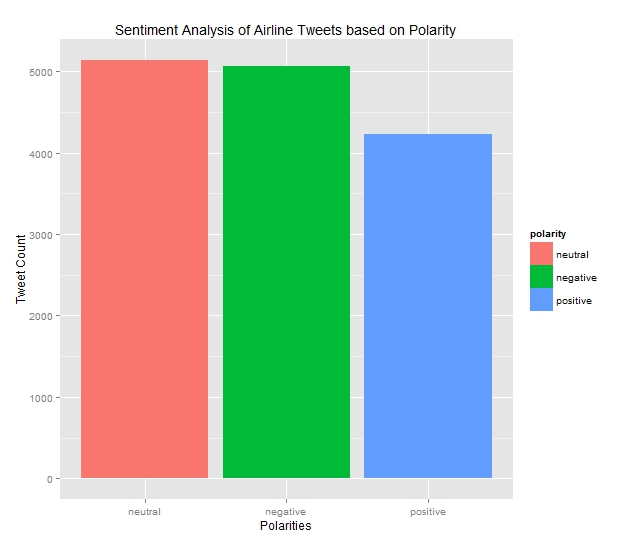 Sentiment Analysis of Airline Tweets based on Polarity
Tweet Count
5000
4000
3000
2000
1000
0
neutral negative positive
Polarities
polarity
neutral
negative
positive